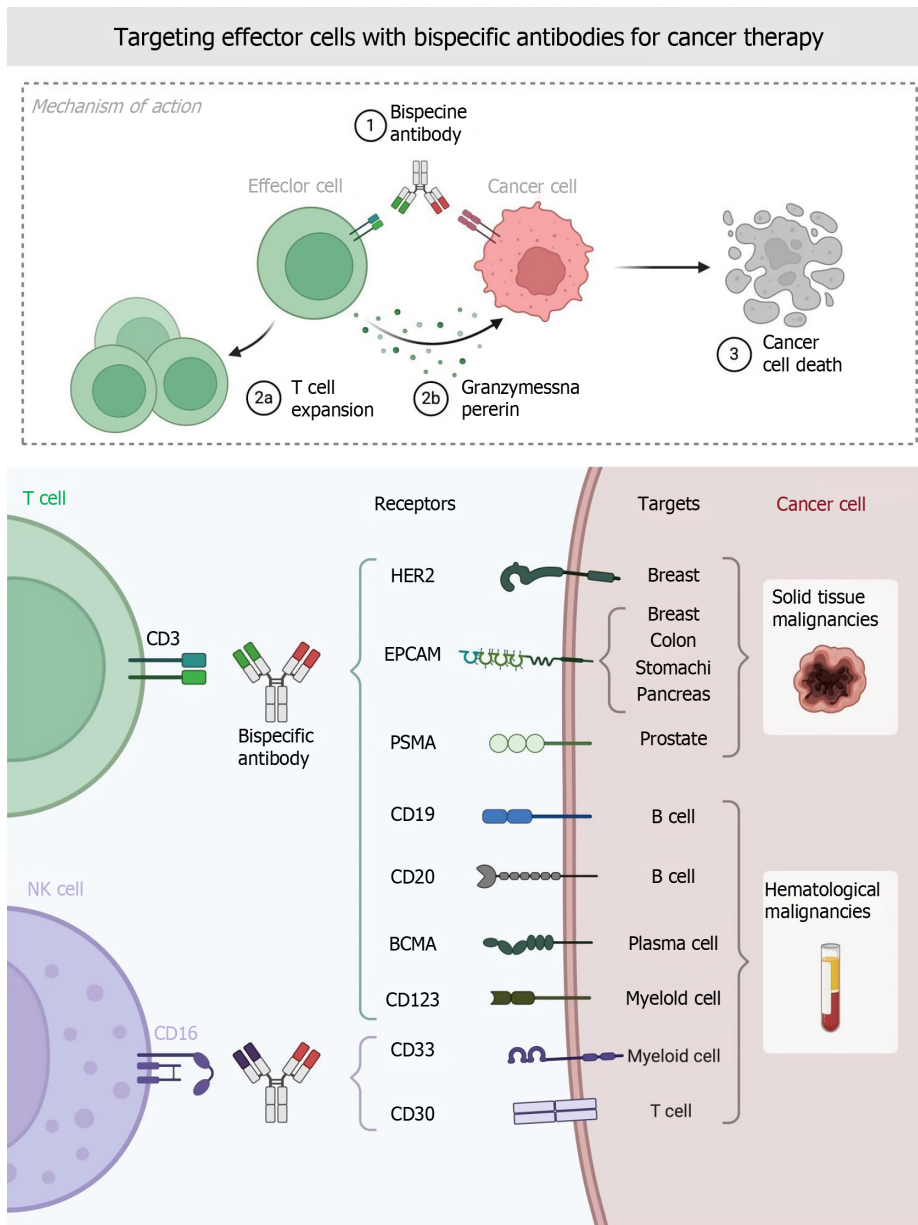 Targeting effector cells with bispecific antibodies for cancer therapy
Mechanism of action
1
Bispecine
antibody
Effeclor cell
Cancer cell
2a
T cell
expansion
2b
Granzymessna
pererin
3
Cancer
cell death
T cell
Receptors
Targets
Cancer cell
HER2
Breast
Solid tissue
malignancies
CD3
EPCAM
Breast
Colon
Stomachi
Pancreas
Bispecific
antibody
PSMA
Prostate
CD19
B cell
CD20
B cell
NK cell
Hematological
malignancies
BCMA
Plasma cell
CD123
Myelold cell
CD16
CD33
Myeloid cell
CD30
T cell